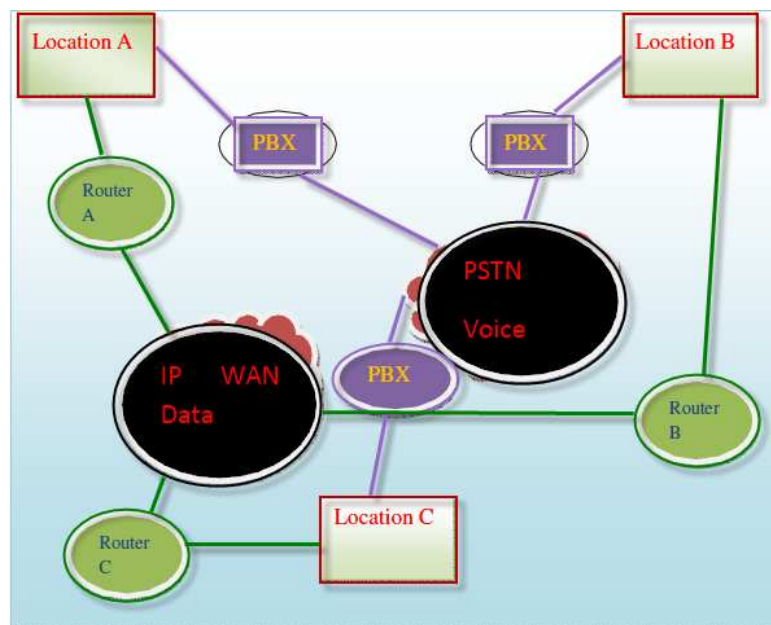 Location A
Location B
PBX
PBX
Router
A
PSTN
Voice
PBX
IP WAN
Data
Router
B
Location C
Router
C